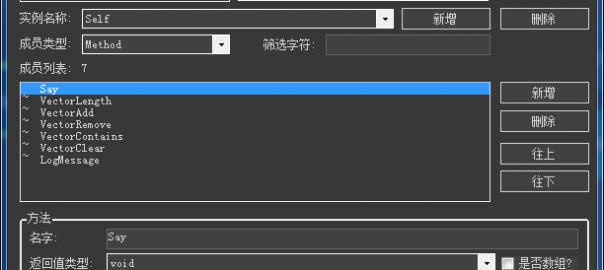 实例名称: Self 新增 删除
成员类型: Method 筛选字符:
成员列表: 7
~ Say 新增
~ VectorLength
~ VectorAdd 删除
~ VectorRemove
~ VectorContains 往上
~ VectorClear
~ LogMessage 往下
方法
名字: Say
返回值类型: void 是否数组?